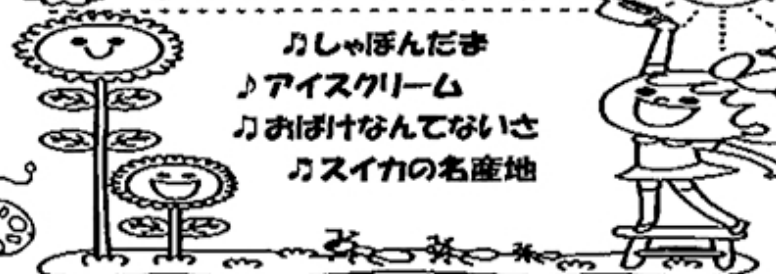 ♫しゃぼんだま
♪アイスクリーム
♫おばけなんてないさ
♫スイカの名産地